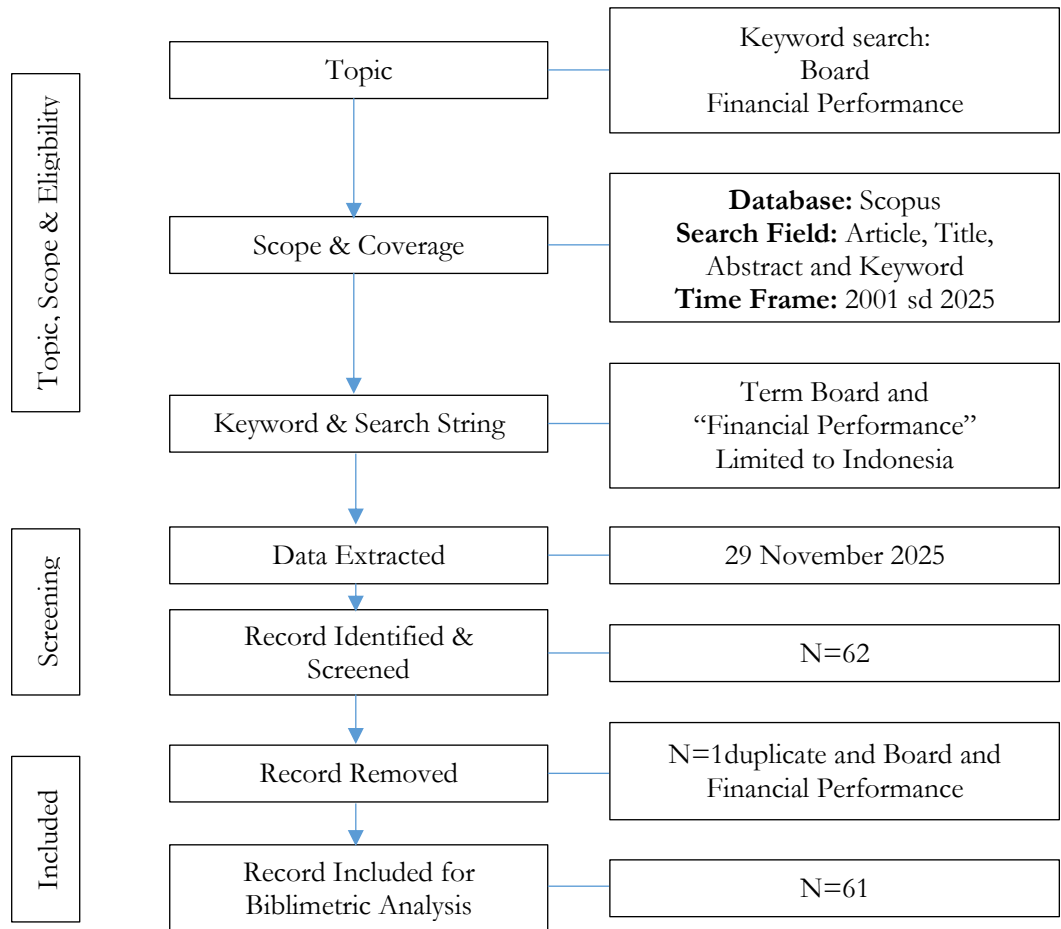 Topic, Scope & Eligibility
Topic
Keyword search:
Board
Financial Performance
Scope & Coverage
Database: Scopus
Search Field: Article, Title,
Abstract and Keyword
Time Frame: 2001 sd 2025
Keyword & Search String
Term Board and
“Financial Performance”
Limited to Indonesia
Screening
Data Extracted
29 November 2025
Record Identified &
Screened
N=62
Included
Record Removed
N=1duplicate and Board and
Financial Performance
Record Included for
Biblimetric Analysis
N=61